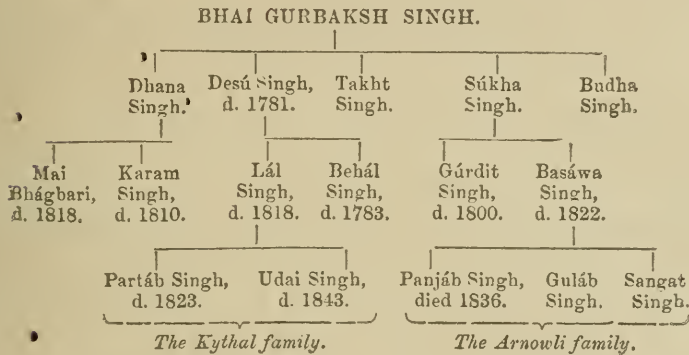 BHAI GURBAKSH SINGH.
Dhana Singh.
Desú Singh, d. 1781.
Takht Singh.
Súkha Singh.
Budha Singh,
Mai Bhágbari, d. 1818.
Karam Singh, d. 1810.
Lál Singh, d. 1818.
Behál Singh, d. 1783.
Gúrdit Singh, d. 1800.
Basáwa Singh, d. 1822.
Partáb Singh, d. 1823.
Udai Singh, d. 1843.
Panjáb Singh, died 1836.
Guláb Singh.
Sangat Singh.
The Kythal family.
The Arnowli family.